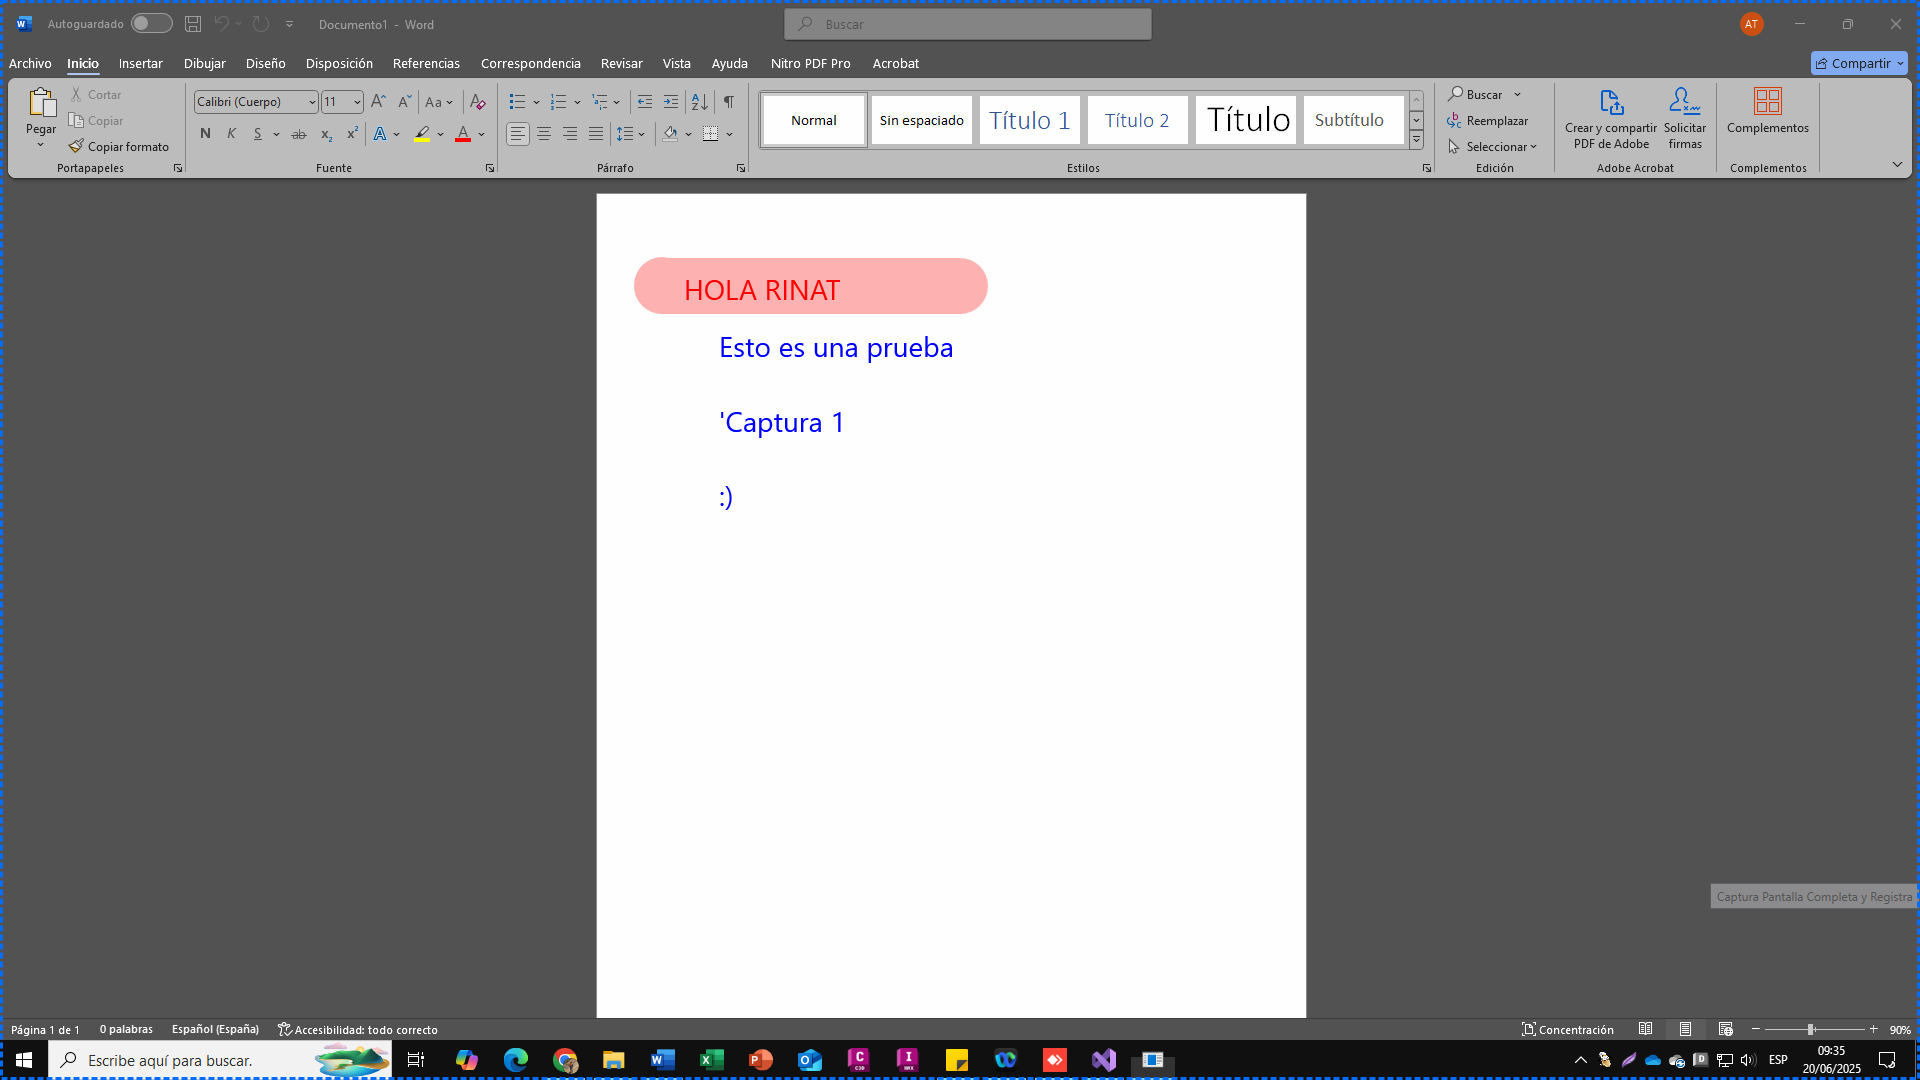 Autoguardado
Documento1 - Word
Buscar
AT
Archivo Inicio Insertar Dibujar Diseño Disposición Referencias Correspondencia Revisar Vista Ayuda Nitro PDF Pro Acrobat
Compartir
Pegar
Cortar
Copiar
Copiar formato
Portapapeles
Calibri (Cuerpo) 11
Aa
N K S ab x₂ x²
Fuente
Párrafo
Normal
Sin espaciado
Título 1
Título 2
Título
Subtítulo
Estilos
Buscar
Reemplazar
Seleccionar
Edición
Crear y compartir
PDF de Adobe
Solicitar
firmas
Adobe Acrobat
Complementos
Complementos
HOLA RINAT
Esto es una prueba
'Captura 1
:)
Captura Pantalla Completa y Registra
Página 1 de 1 0 palabras Español (España) Accesibilidad: todo correcto
Concentración
90%
Escribe aquí para buscar.
ESP
09:35
20/06/2025